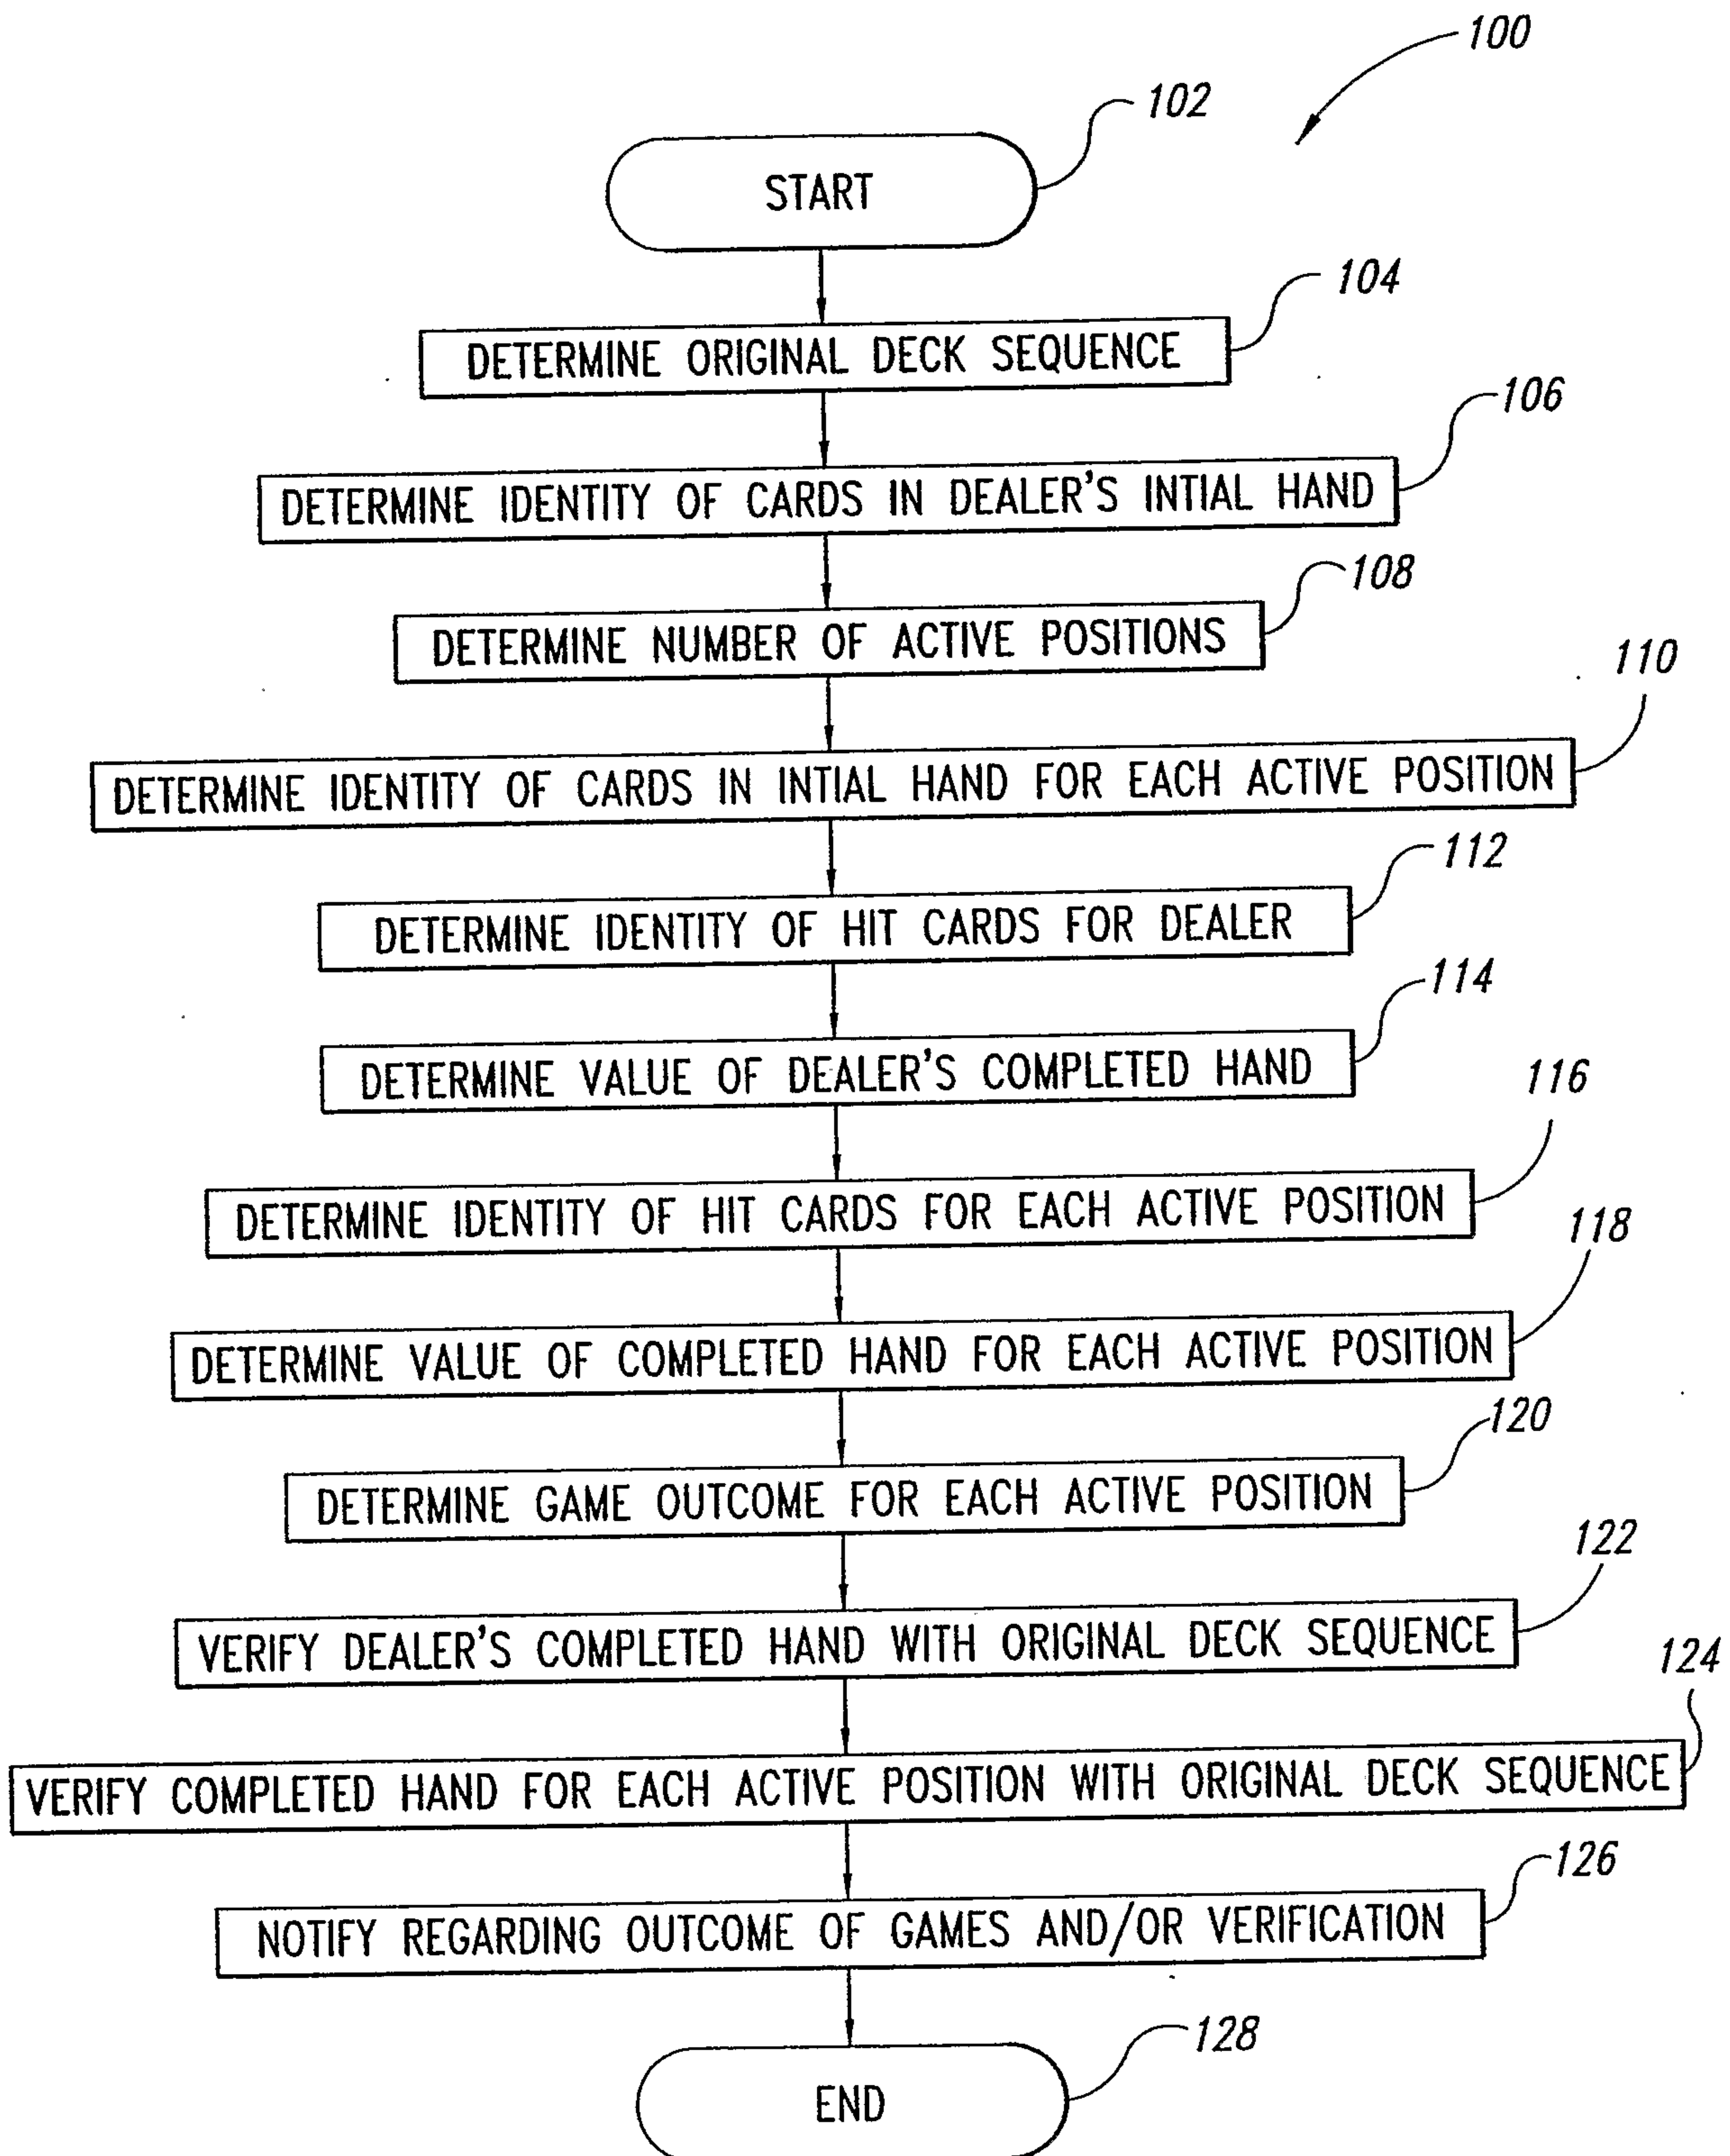 100
102
START
104
DETERMINE ORIGINAL DECK SEQUENCE
106
DETERMINE IDENTITY OF CARDS IN DEALER'S INTIAL HAND
108
DETERMINE NUMBER OF ACTIVE POSITIONS
110
DETERMINE IDENTITY OF CARDS IN INTIAL HAND FOR EACH ACTIVE POSITION
112
DETERMINE IDENTITY OF HIT CARDS FOR DEALER
114
DETERMINE VALUE OF DEALER'S COMPLETED HAND
116
DETERMINE IDENTITY OF HIT CARDS FOR EACH ACTIVE POSITION
118
DETERMINE VALUE OF COMPLETED HAND FOR EACH ACTIVE POSITION
120
DETERMINE GAME OUTCOME FOR EACH ACTIVE POSITION
122
VERIFY DEALER'S COMPLETED HAND WITH ORIGINAL DECK SEQUENCE
124
VERIFY COMPLETED HAND FOR EACH ACTIVE POSITION WITH ORIGINAL DECK SEQUENCE
126
NOTIFY REGARDING OUTCOME OF GAMES AND/OR VERIFICATION
128
END